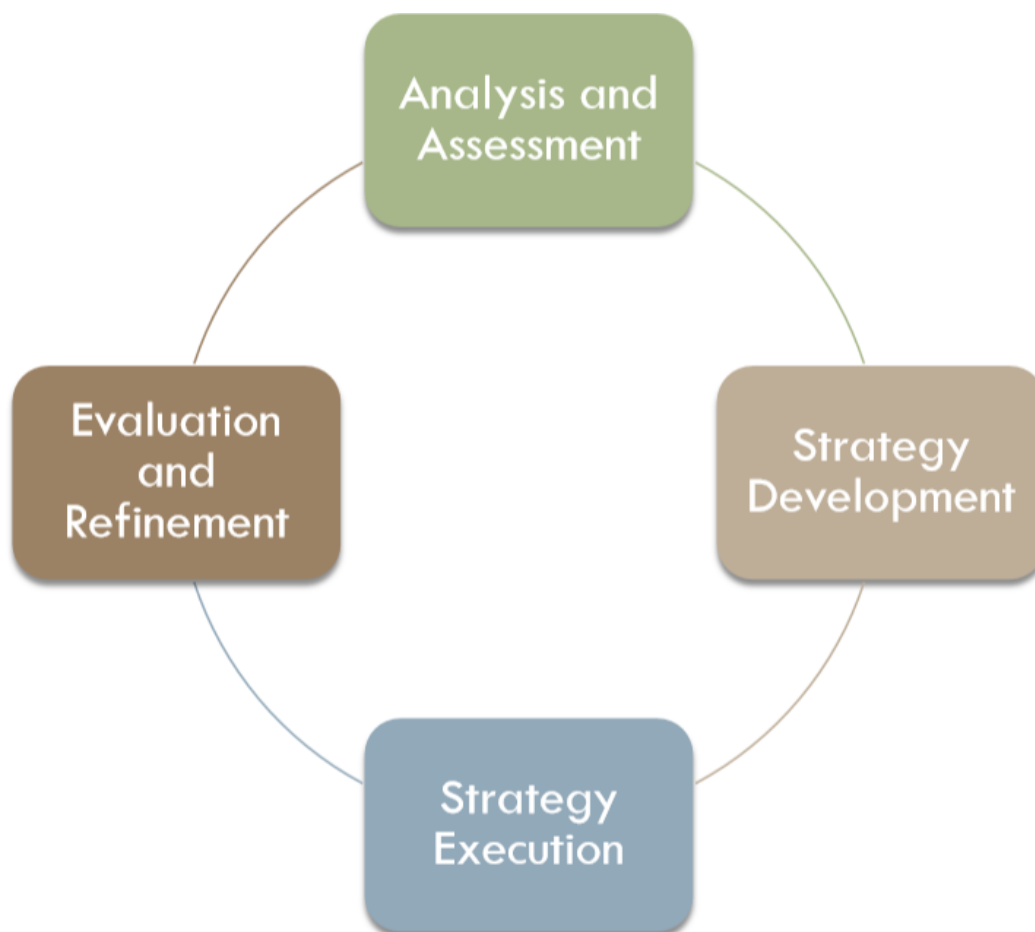 Analysis and
Assessment
Strategy
Development
Strategy
Execution
Evaluation
and
Refinement